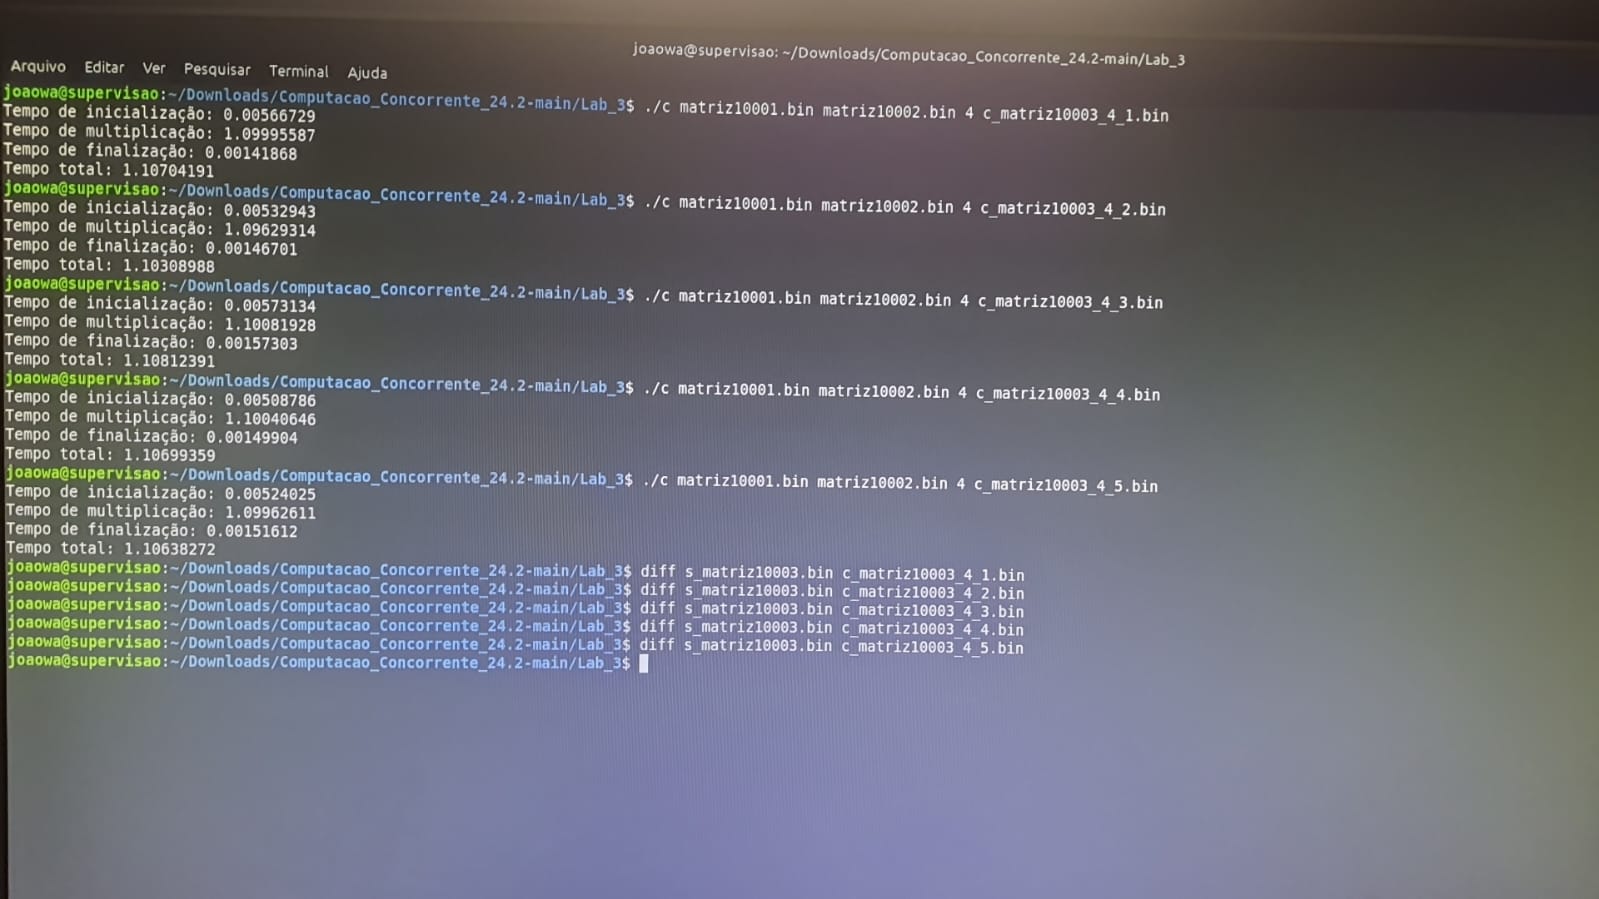 joaowa@supervisao: ~/Downloads/Computacao_Concorrente_24.2-main/Lab_3
Arquivo Editar Ver Pesquisar Terminal Ajuda
joaowa@supervisao:~/Downloads/Computacao_Concorrente_24.2-main/Lab_3$ ./c matriz10001.bin matriz10002.bin 4 c_matriz10003_4_1.bin
Tempo de inicialização: 0.00566729
Tempo de multiplicação: 1.09995587
Tempo de finalização: 0.00141868
Tempo total: 1.10704191
joaowa@supervisao:~/Downloads/Computacao_Concorrente_24.2-main/Lab_3$ ./c matriz10001.bin matriz10002.bin 4 c_matriz10003_4_2.bin
Tempo de inicialização: 0.00532943
Tempo de multiplicação: 1.09629314
Tempo de finalização: 0.00146701
Tempo total: 1.10308988
joaowa@supervisao:~/Downloads/Computacao_Concorrente_24.2-main/Lab_3$ ./c matriz10001.bin matriz10002.bin 4 c_matriz10003_4_3.bin
Tempo de inicialização: 0.00573134
Tempo de multiplicação: 1.10081928
Tempo de finalização: 0.00157303
Tempo total: 1.10812391
joaowa@supervisao:~/Downloads/Computacao_Concorrente_24.2-main/Lab_3$ ./c matriz10001.bin matriz10002.bin 4 c_matriz10003_4_4.bin
Tempo de inicialização: 0.00508786
Tempo de multiplicação: 1.10040646
Tempo de finalização: 0.00149904
Tempo total: 1.10699359
joaowa@supervisao:~/Downloads/Computacao_Concorrente_24.2-main/Lab_3$ ./c matriz10001.bin matriz10002.bin 4 c_matriz10003_4_5.bin
Tempo de inicialização: 0.00524025
Tempo de multiplicação: 1.09962611
Tempo de finalização: 0.00151612
Tempo total: 1.10638272
joaowa@supervisao:~/Downloads/Computacao_Concorrente_24.2-main/Lab_3$ diff s_matriz10003.bin c_matriz10003_4_1.bin
joaowa@supervisao:~/Downloads/Computacao_Concorrente_24.2-main/Lab_3$ diff s_matriz10003.bin c_matriz10003_4_2.bin
joaowa@supervisao:~/Downloads/Computacao_Concorrente_24.2-main/Lab_3$ diff s_matriz10003.bin c_matriz10003_4_3.bin
joaowa@supervisao:~/Downloads/Computacao_Concorrente_24.2-main/Lab_3$ diff s_matriz10003.bin c_matriz10003_4_4.bin
joaowa@supervisao:~/Downloads/Computacao_Concorrente_24.2-main/Lab_3$ diff s_matriz10003.bin c_matriz10003_4_5.bin
joaowa@supervisao:~/Downloads/Computacao_Concorrente_24.2-main/Lab_3$